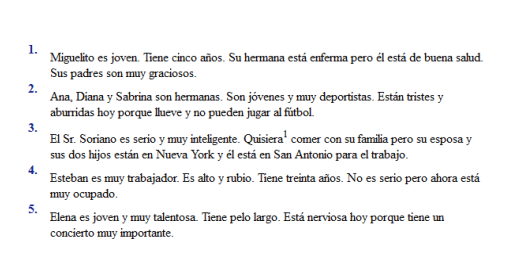 1.
Miguelito es joven. Tiene cinco años. Su hermana está enferma pero él está de buena salud.
Sus padres son muy graciosos.
2.
Ana, Diana y Sabrina son hermanas. Son jóvenes y muy deportistas. Están tristes y
aburridas hoy porque llueve y no pueden jugar al fútbol.
3.
El Sr. Soriano es serio y muy inteligente. Quisiera¹ comer con su familia pero su esposa y
sus dos hijos están en Nueva York y él está en San Antonio para el trabajo.
4.
Esteban es muy trabajador. Es alto y rubio. Tiene treinta años. No es serio pero ahora está
muy ocupado.
5.
Elena es joven y muy talentosa. Tiene pelo largo. Está nerviosa hoy porque tiene un
concierto muy importante.